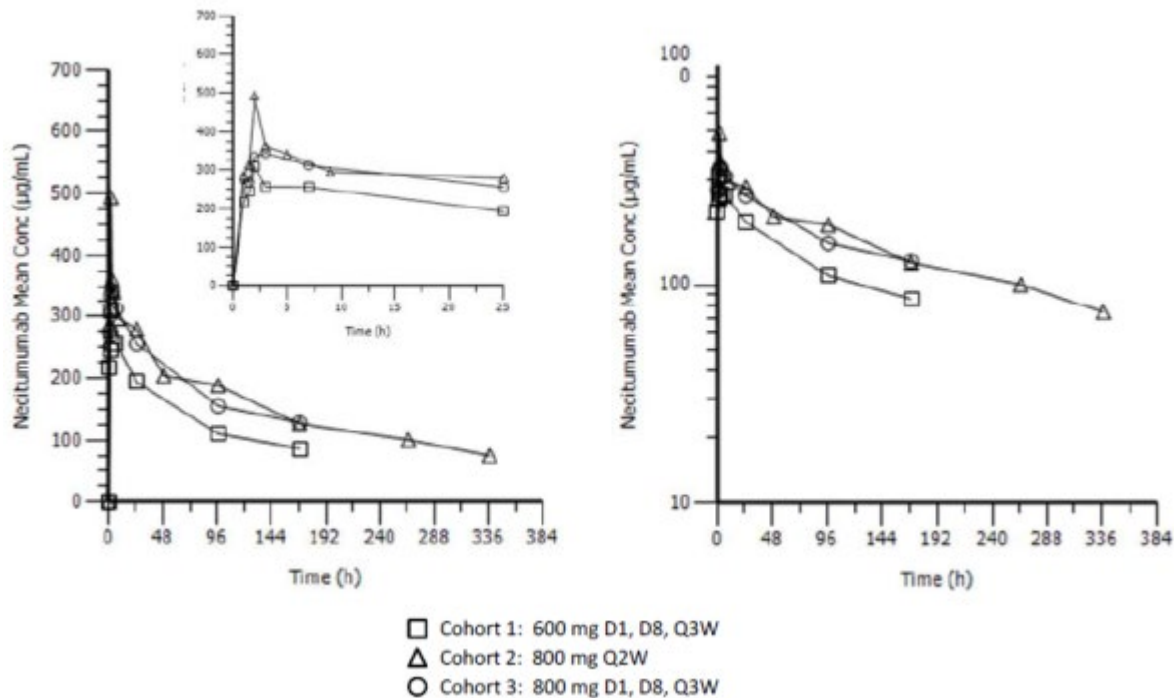 700
600
500
400
300
200
100
0
Necitumumab Mean Conc (µg/mL)
0 48 96 144 192 240 288 336 384
Time (h)
700
600
500
400
300
200
100
0
0 5 10 15 20 25
Time (h)
100
0
100
10
Necitumumab Mean Conc (µg/mL)
0 48 96 144 192 240 288 336 384
Time (h)
Cohort 1: 600 mg D1, D8, Q3W
Cohort 2: 800 mg Q2W
Cohort 3: 800 mg D1, D8, Q3W